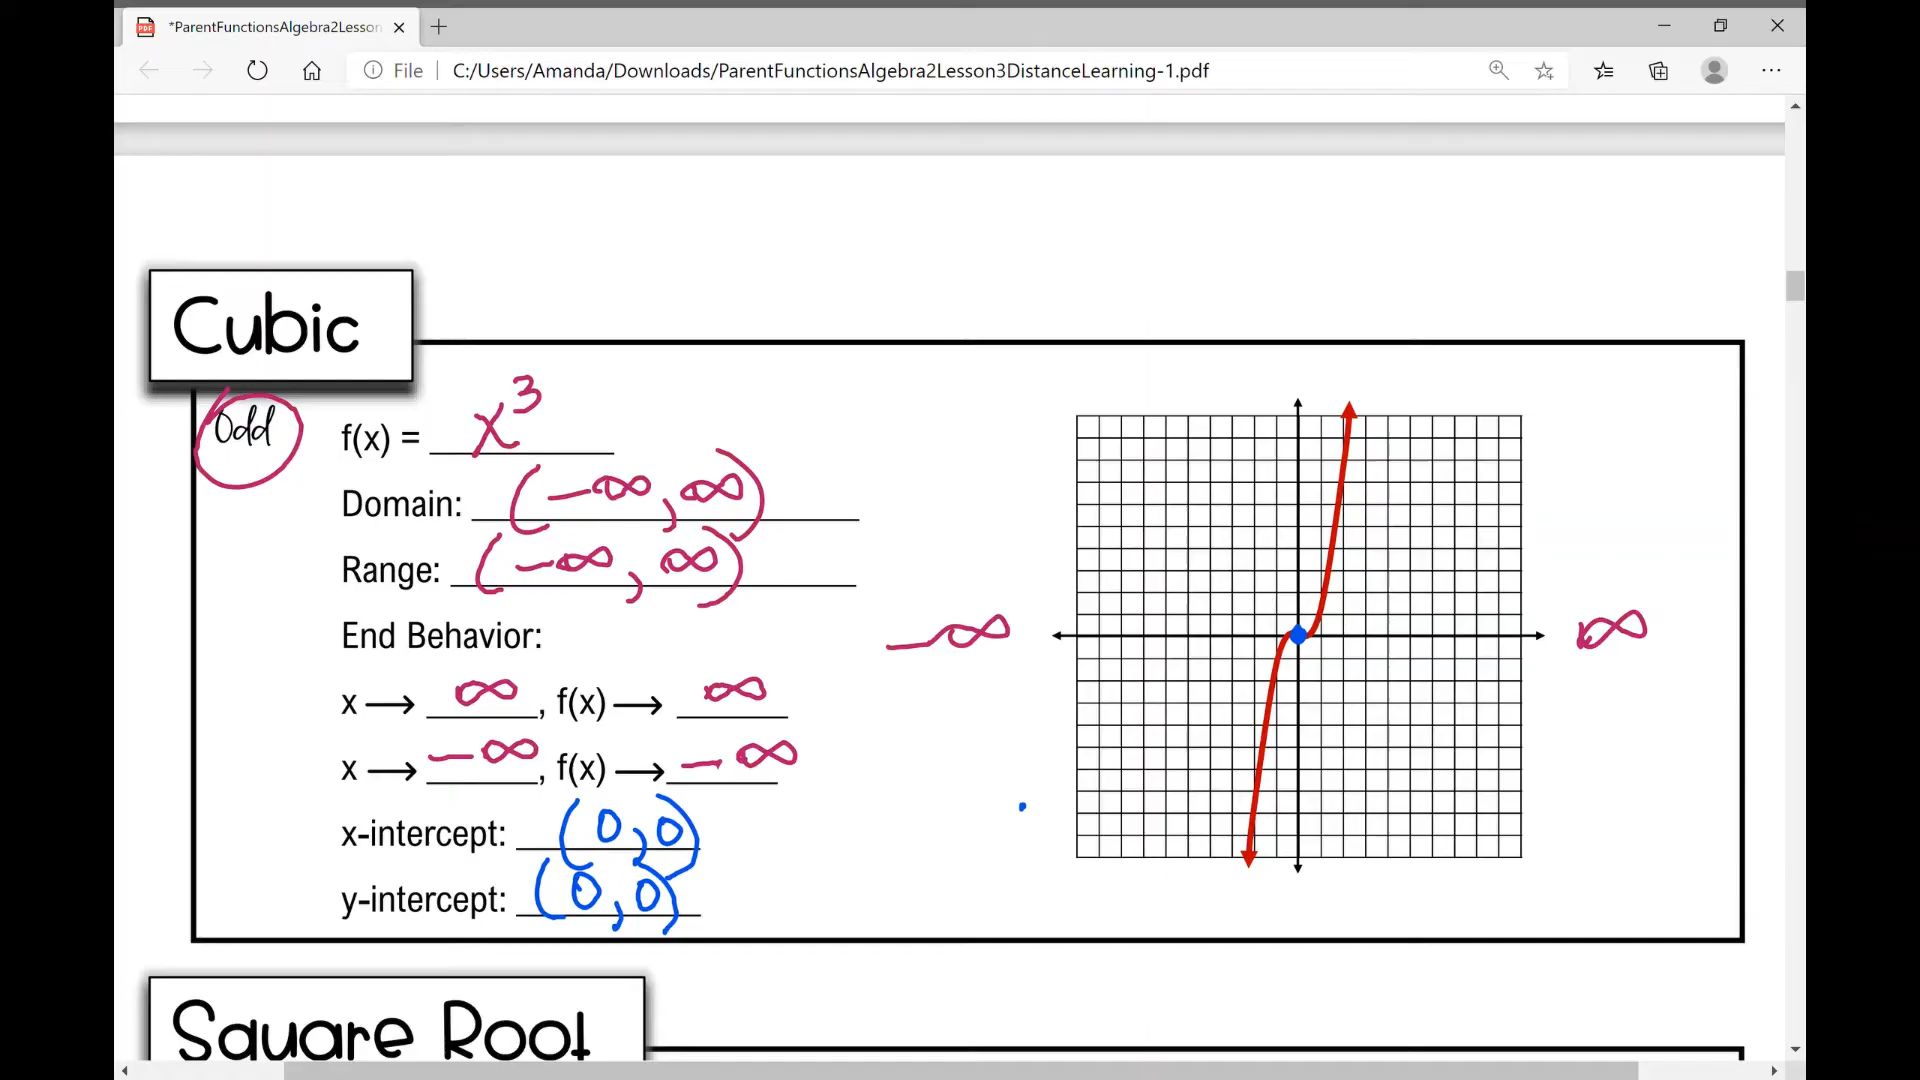 *ParentFunctionsAlgebra2Lesson
File C:/Users/Amanda/Downloads/ParentFunctionsAlgebra2Lesson3DistanceLearning-1.pdf
Cubic
Odd
f(x) = x³
Domain: (-∞, ∞)
Range: (-∞, ∞)
End Behavior:
-∞ ∞
x → ∞, f(x) → ∞
x → -∞, f(x) → -∞
x-intercept: (0,0)
y-intercept: (0,0)
Square Root